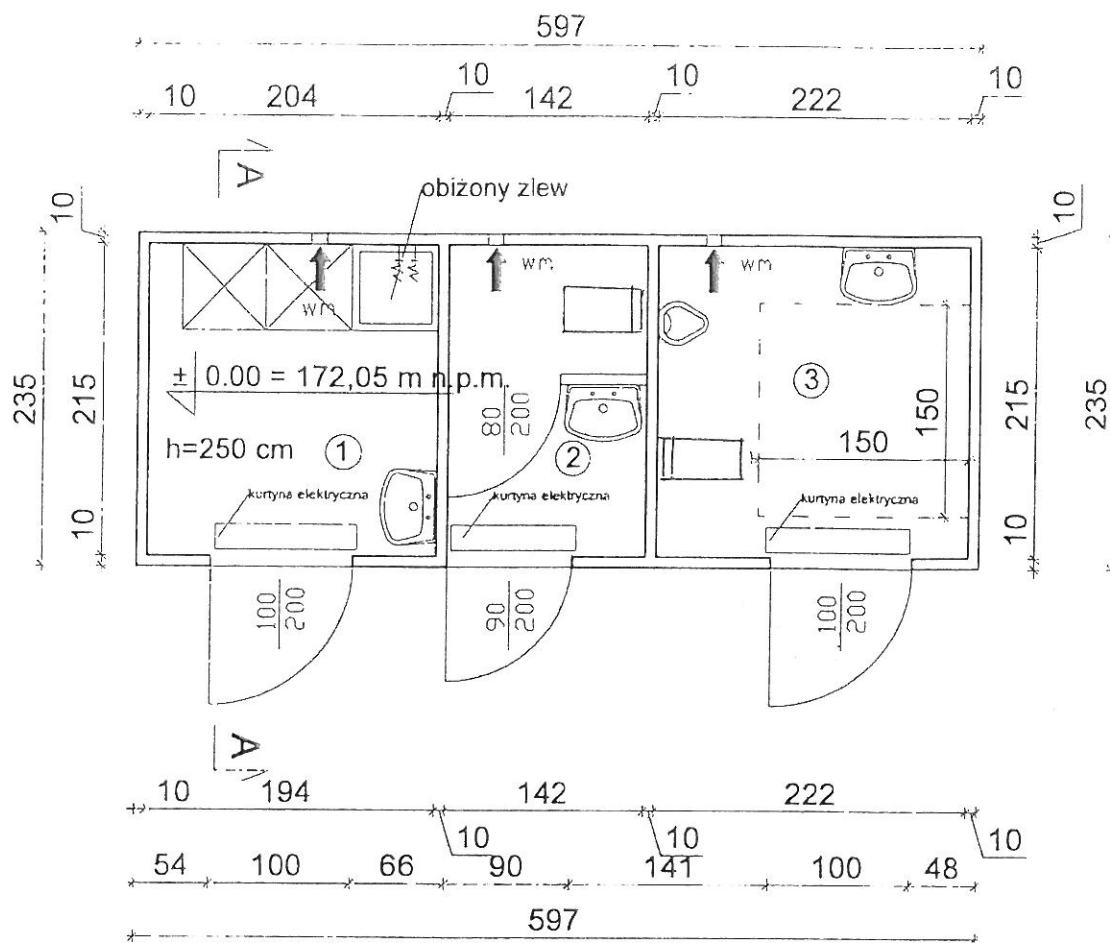 597
10 204 10 142 10 222 10
A
obiżony zlew
10
10
wm
wm
wm
± 0.00 = 172,05 m n.p.m.
3
235
215
80
200
150
150
215
235
h=250 cm
1
2
kurtyna elektryczna
kurtyna elektryczna
kurtyna elektryczna
10
10
100
200
90
200
100
200
A
10 194 142 222
10 10 10
54 100 66 90 141 100 48
597